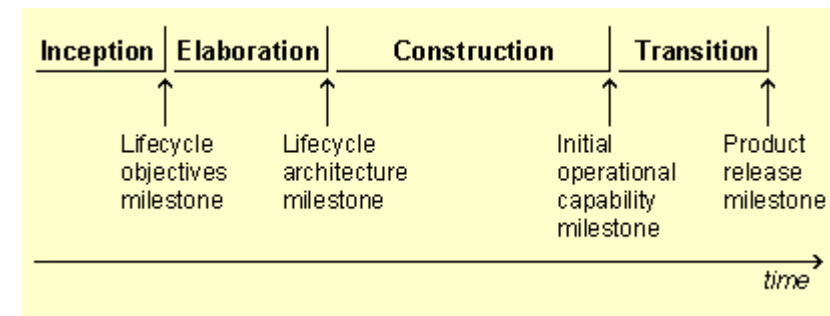 Inception Elaboration Construction Transition
Lifecycle objectives milestone
Lifecycle architecture milestone
Initial operational capability milestone
Product release milestone
time